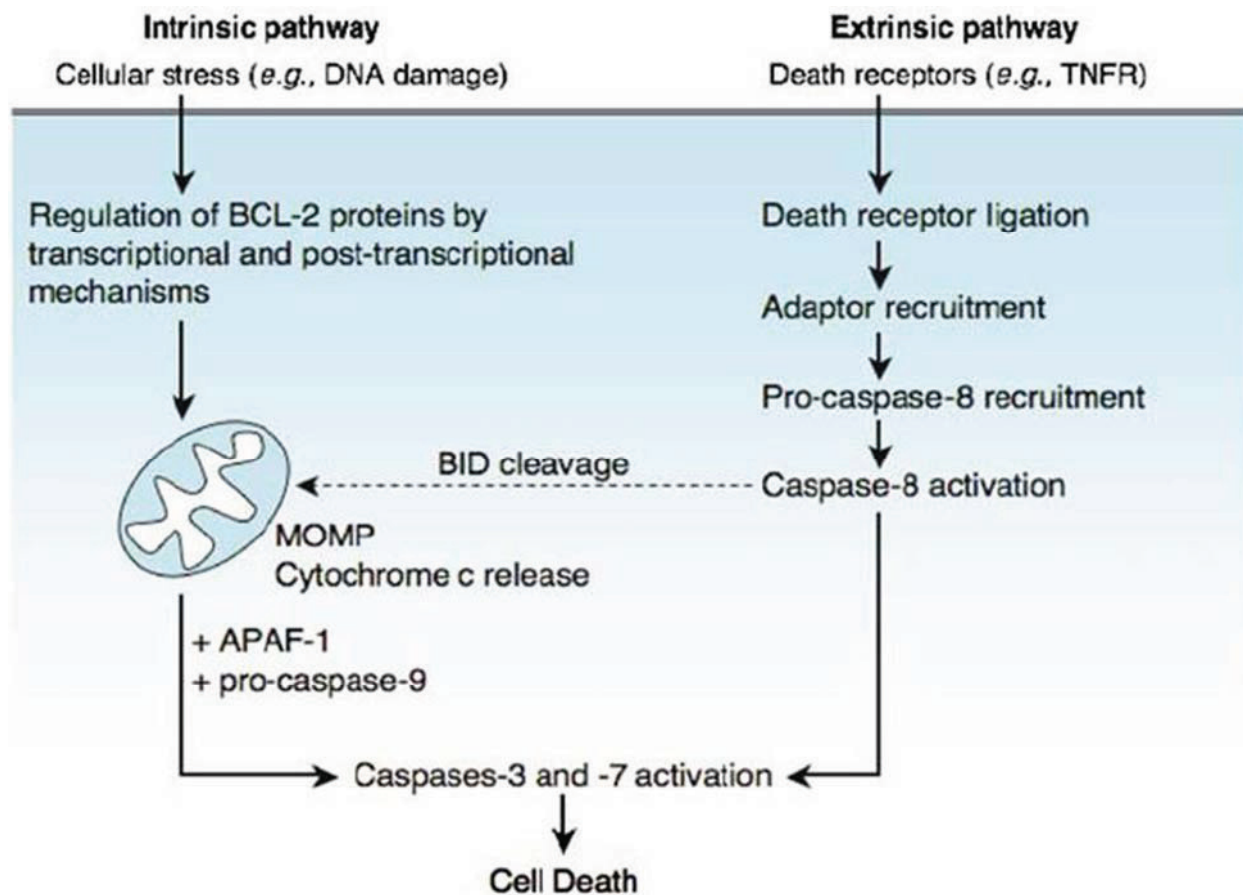 Intrinsic pathway
Cellular stress (e.g., DNA damage)
Extrinsic pathway
Death receptors (e.g., TNFR)
Regulation of BCL-2 proteins by
transcriptional and post-transcriptional
mechanisms
Death receptor ligation
Adaptor recruitment
Pro-caspase-8 recruitment
BID cleavage
Caspase-8 activation
MOMP
Cytochrome c release
+ APAF-1
+ pro-caspase-9
Caspases-3 and -7 activation
Cell Death